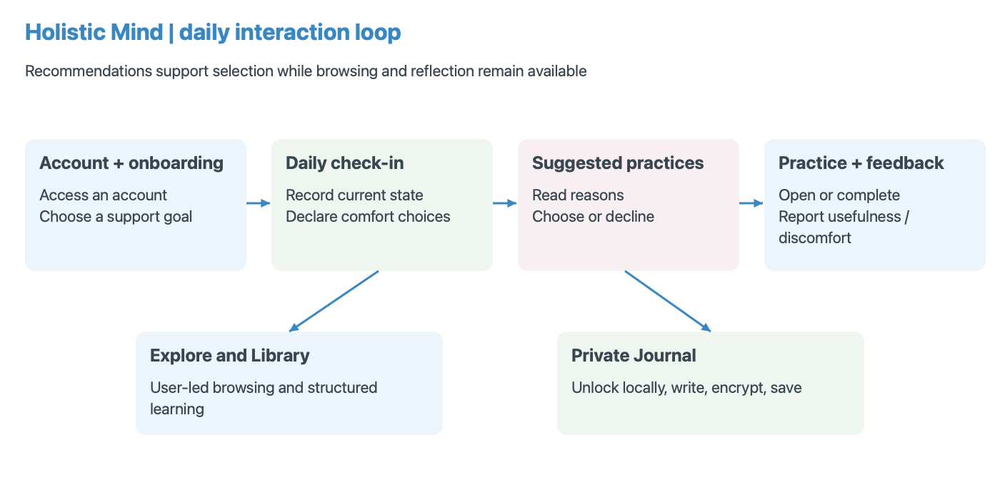 Holistic Mind | daily interaction loop
Recommendations support selection while browsing and reflection remain available
Account + onboarding
Access an account
Choose a support goal
Daily check-in
Record current state
Declare comfort choices
Suggested practices
Read reasons
Choose or decline
Practice + feedback
Open or complete
Report usefulness /
discomfort
Explore and Library
User-led browsing and structured
learning
Private Journal
Unlock locally, write, encrypt, save